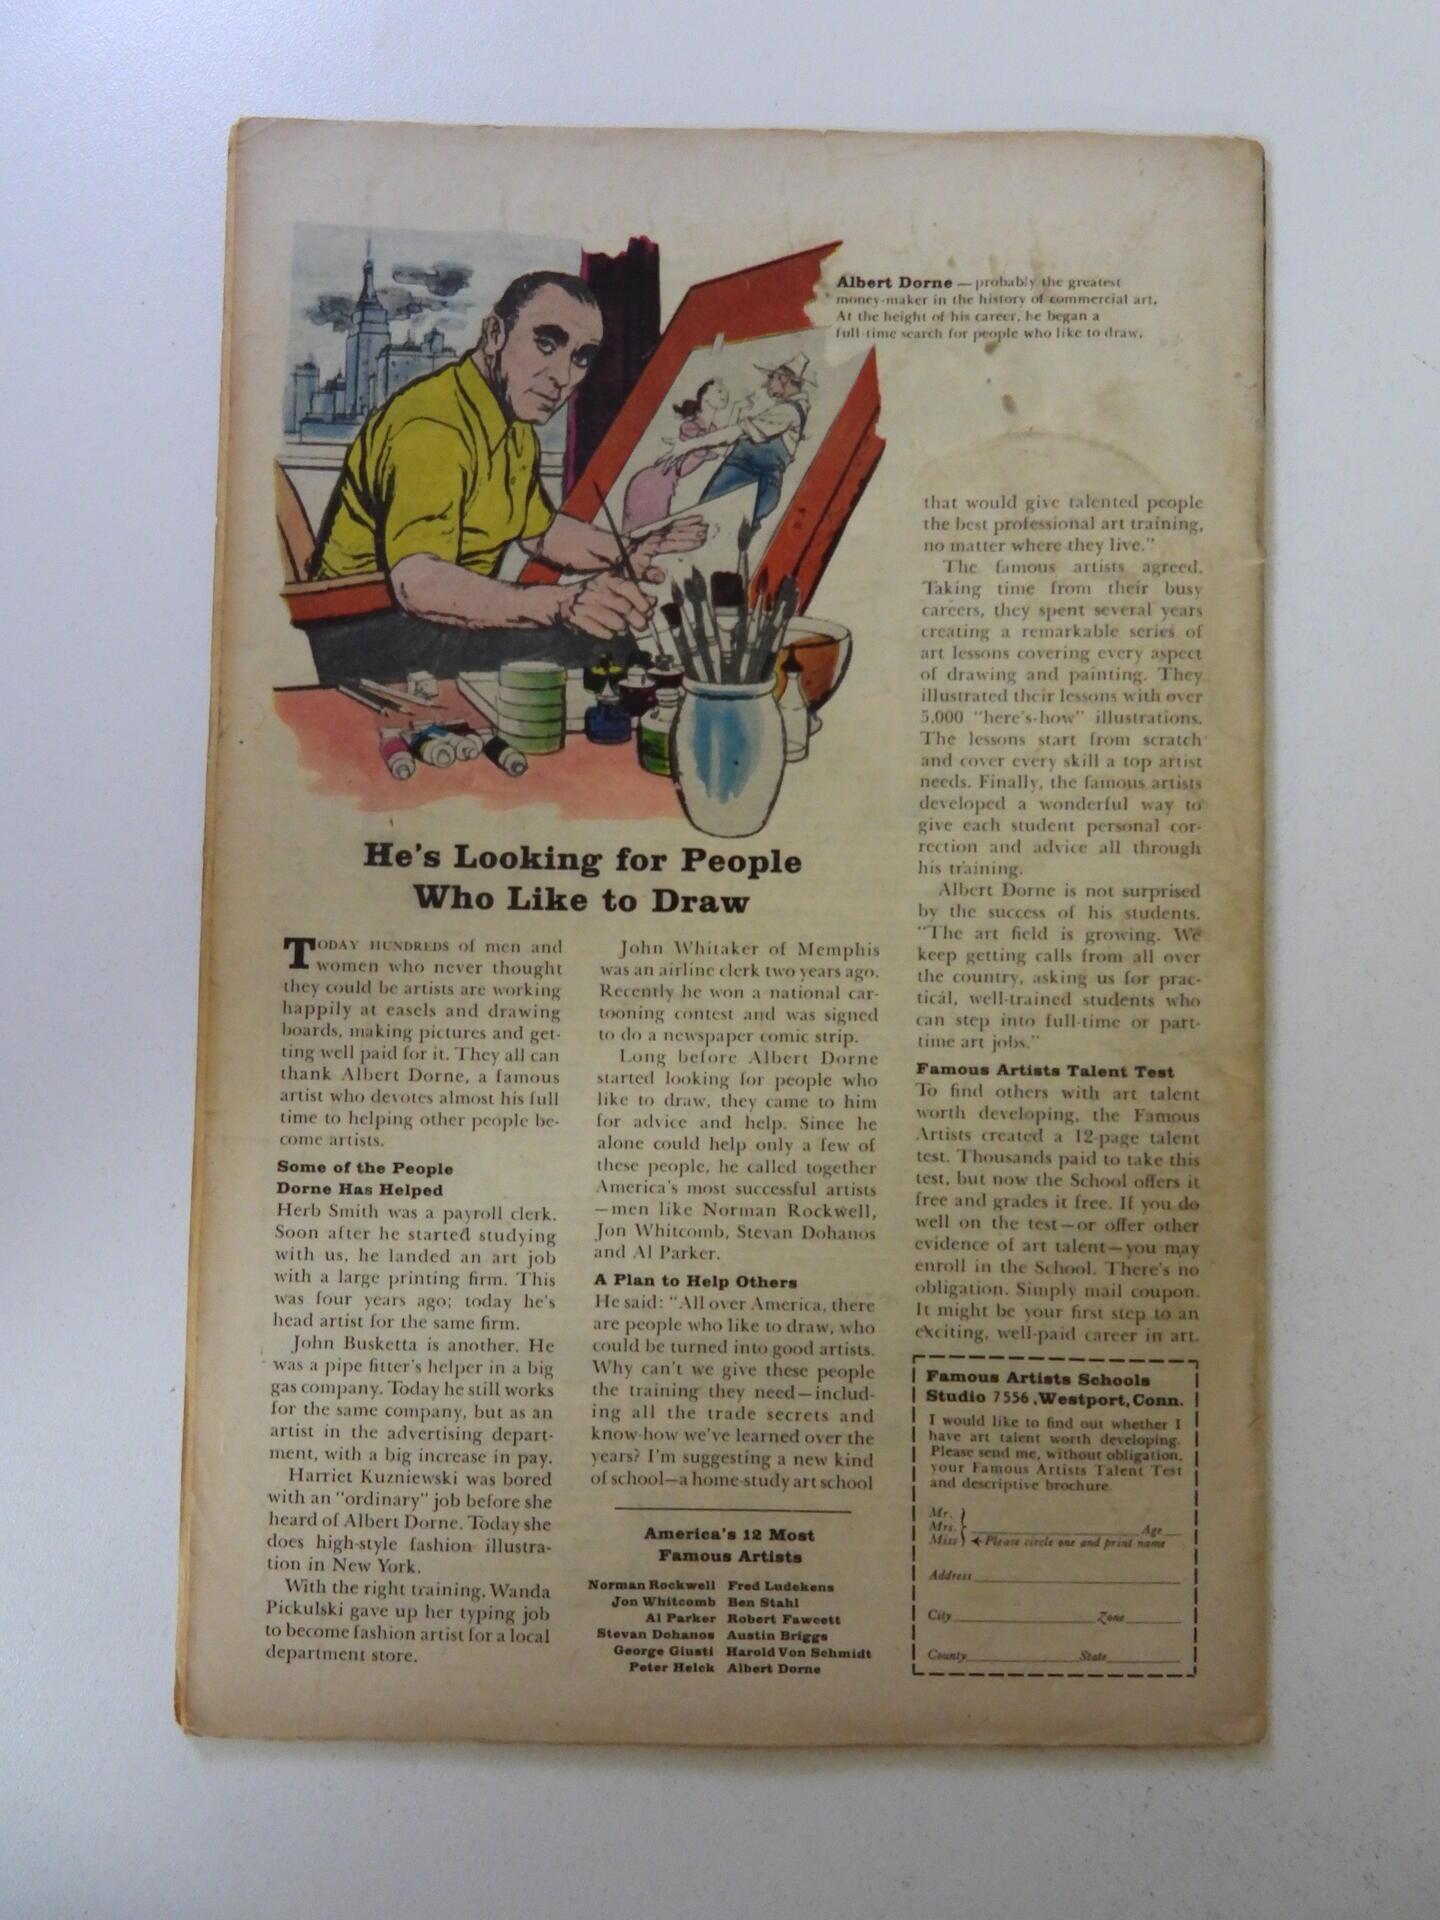 Albert Dorne — probably the greatest
money-maker in the history of commercial art.
At the height of his career, he began a
full-time search for people who like to draw.
He's Looking for People
Who Like to Draw
TODAY HUNDREDS of men and
women who never thought
they could be artists are working
happily at easels and drawing
boards, making pictures and get-
ting well paid for it. They all can
thank Albert Dorne, a famous
artist who devotes almost his full
time to helping other people be-
come artists.
Some of the People
Dorne Has Helped
Herb Smith was a payroll clerk.
Soon after he started studying
with us, he landed an art job
with a large printing firm. This
was four years ago; today he's
head artist for the same firm.
John Busketta is another. He
was a pipe fitter's helper in a big
gas company. Today he still works
for the same company, but as an
artist in the advertising depart-
ment, with a big increase in pay.
Harriet Kuzniewski was bored
with an "ordinary" job before she
heard of Albert Dorne. Today she
does high-style fashion illustra-
tion in New York.
With the right training, Wanda
Pickulski gave up her typing job
to become fashion artist for a local
department store.
John Whitaker of Memphis
was an airline clerk two years ago.
Recently he won a national car-
tooning contest and was signed
to do a newspaper comic strip.
Long before Albert Dorne
started looking for people who
like to draw, they came to him
for advice and help. Since he
alone could help only a few of
these people, he called together
America's most successful artists
—men like Norman Rockwell,
Jon Whitcomb, Stevan Dohanos
and Al Parker.
A Plan to Help Others
He said: "All over America, there
are people who like to draw, who
could be turned into good artists.
Why can't we give these people
the training they need—includ-
ing all the trade secrets and
know-how we've learned over the
years? I'm suggesting a new kind
of school—a home-study art school
America's 12 Most
Famous Artists
Norman Rockwell Fred Ludekens
Jon Whitcomb Ben Stahl
Al Parker Robert Fawcett
Stevan Dohanos Austin Briggs
George Giusti Harold Von Schmidt
Peter Helck Albert Dorne
that would give talented people
the best professional art training,
no matter where they live."
The famous artists agreed.
Taking time from their busy
careers, they spent several years
creating a remarkable series of
art lessons covering every aspect
of drawing and painting. They
illustrated their lessons with over
5,000 "here's-how" illustrations.
The lessons start from scratch
and cover every skill a top artist
needs. Finally, the famous artists
developed a wonderful way to
give each student personal cor-
rection and advice all through
his training.
Albert Dorne is not surprised
by the success of his students.
"The art field is growing. We
keep getting calls from all over
the country, asking us for prac-
tical, well-trained students who
can step into full-time or part-
time art jobs."
Famous Artists Talent Test
To find others with art talent
worth developing, the Famous
Artists created a 12-page talent
test. Thousands paid to take this
test, but now the School offers it
free and grades it free. If you do
well on the test—or offer other
evidence of art talent—you may
enroll in the School. There's no
obligation. Simply mail coupon.
It might be your first step to an
exciting, well-paid career in art.
Famous Artists Schools
Studio 7556, Westport, Conn.
I would like to find out whether I
have art talent worth developing.
Please send me, without obligation,
your Famous Artists Talent Test
and descriptive brochure.
Mr.
Mrs. Age
Miss Please circle one and print name
Address
City Zone
County State